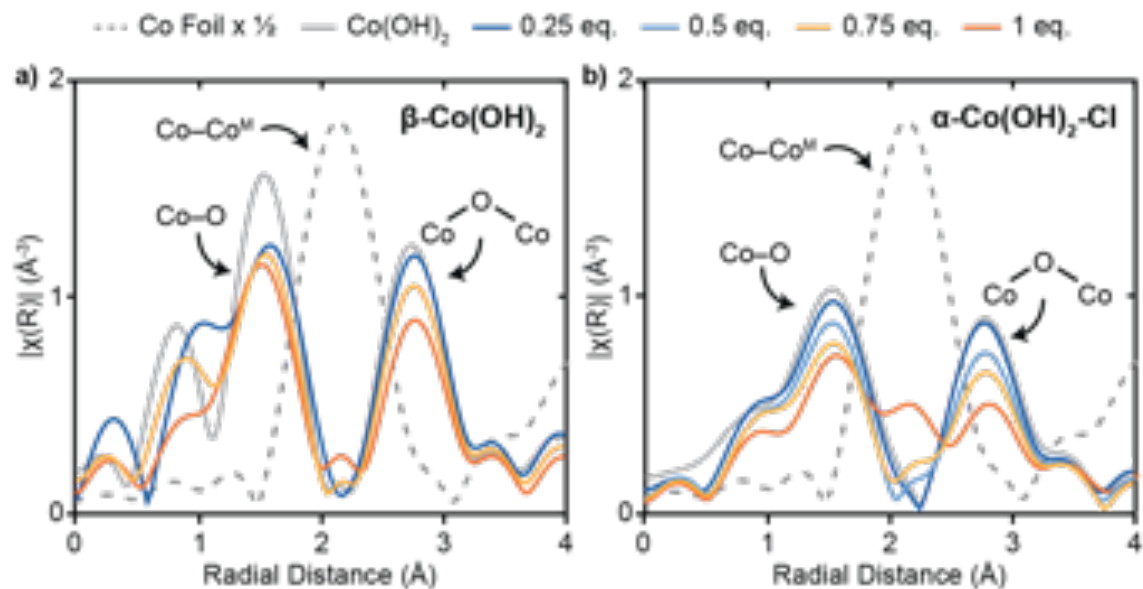 Co Foil x ½ Co(OH)₂ 0.25 eq. 0.5 eq. 0.75 eq. 1 eq.
a)
β-Co(OH)₂
Co–Coᴹ
Co–O
O
Co Co
2
1
0
|χ(R)| (Å⁻³)
0 1 2 3 4
Radial Distance (Å)
b)
α-Co(OH)₂-Cl
Co–Coᴹ
Co–O
O
Co Co
2
1
0
|χ(R)| (Å⁻³)
0 1 2 3 4
Radial Distance (Å)